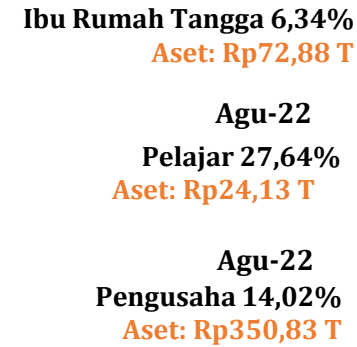 Ibu Rumah Tangga 6,34%
Aset: Rp72,88 T
Agu-22
Pelajar 27,64%
Aset: Rp24,13 T
Agu-22
Pengusaha 14,02%
Aset: Rp350,83 T